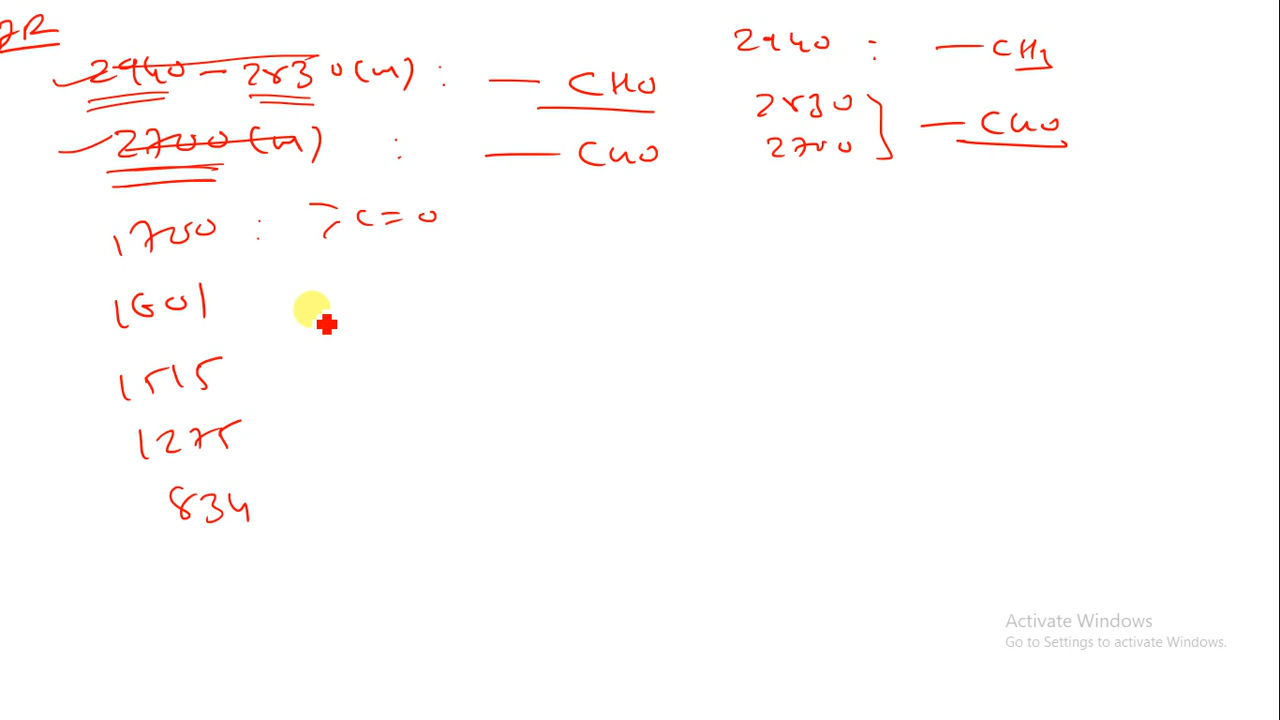 IR
2940 - 2830 (m) : — CHO
2700 (m) : — CHO
1700 : >C=O
1601
1515
1275
834
2940 : — CH3
2830
2700 } — CHO
Activate Windows
Go to Settings to activate Windows.